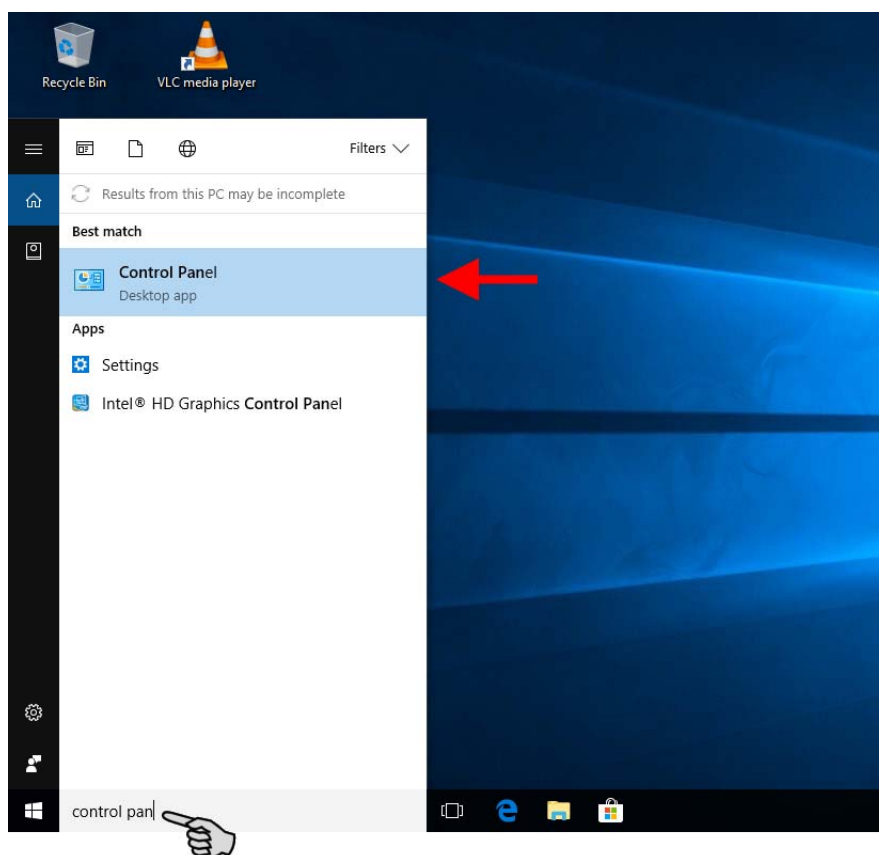 Recycle Bin
VLC media player
Filters
Results from this PC may be incomplete
Best match
Control Panel
Desktop app
Apps
Settings
Intel® HD Graphics Control Panel
control pan